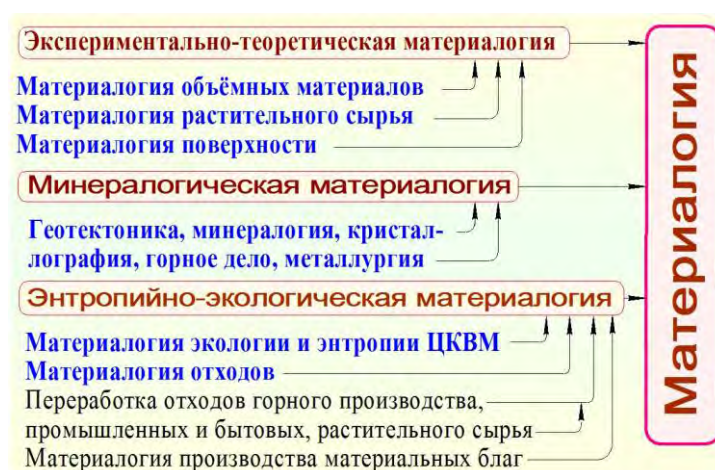 Экспериментально-теоретическая материалогия
Материалогия объёмных материалов
Материалогия растительного сырья
Материалогия поверхности
Минералогическая материалогия
Геотектоника, минералогия, кристал-
лография, горное дело, металлургия
Энтропийно-экологическая материалогия
Материалогия экологии и энтропии ЦКВМ
Материалогия отходов
Переработка отходов горного производства,
промышленных и бытовых, растительного сырья
Материалогия производства материальных благ
Материалогия